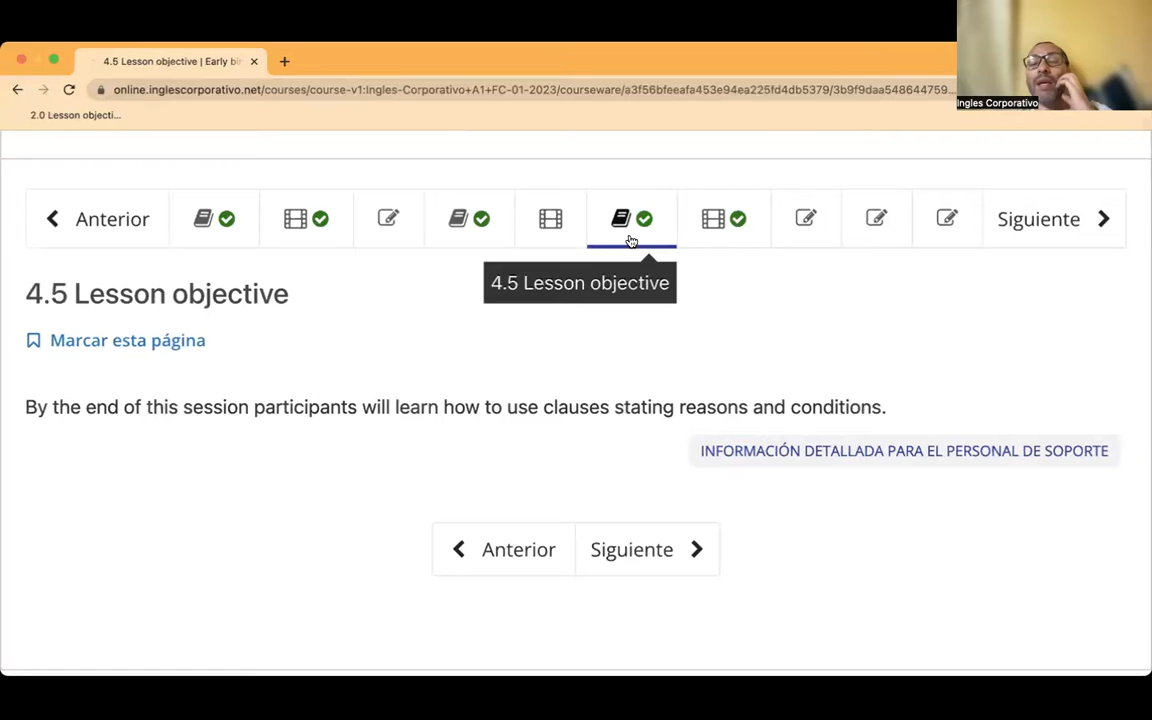 4.5 Lesson objective | Early bir
online.inglescorporativo.net/courses/course-v1:Ingles-Corporativo+A1+FC-01-2023/courseware/a3f56bfeeafa453e94ea225fd4db5379/3b9f9daa548644759...
Ingles Corporativo
2.0 Lesson objecti...
Anterior
Siguiente
4.5 Lesson objective
4.5 Lesson objective
Marcar esta página
By the end of this session participants will learn how to use clauses stating reasons and conditions.
INFORMACIÓN DETALLADA PARA EL PERSONAL DE SOPORTE
Anterior
Siguiente